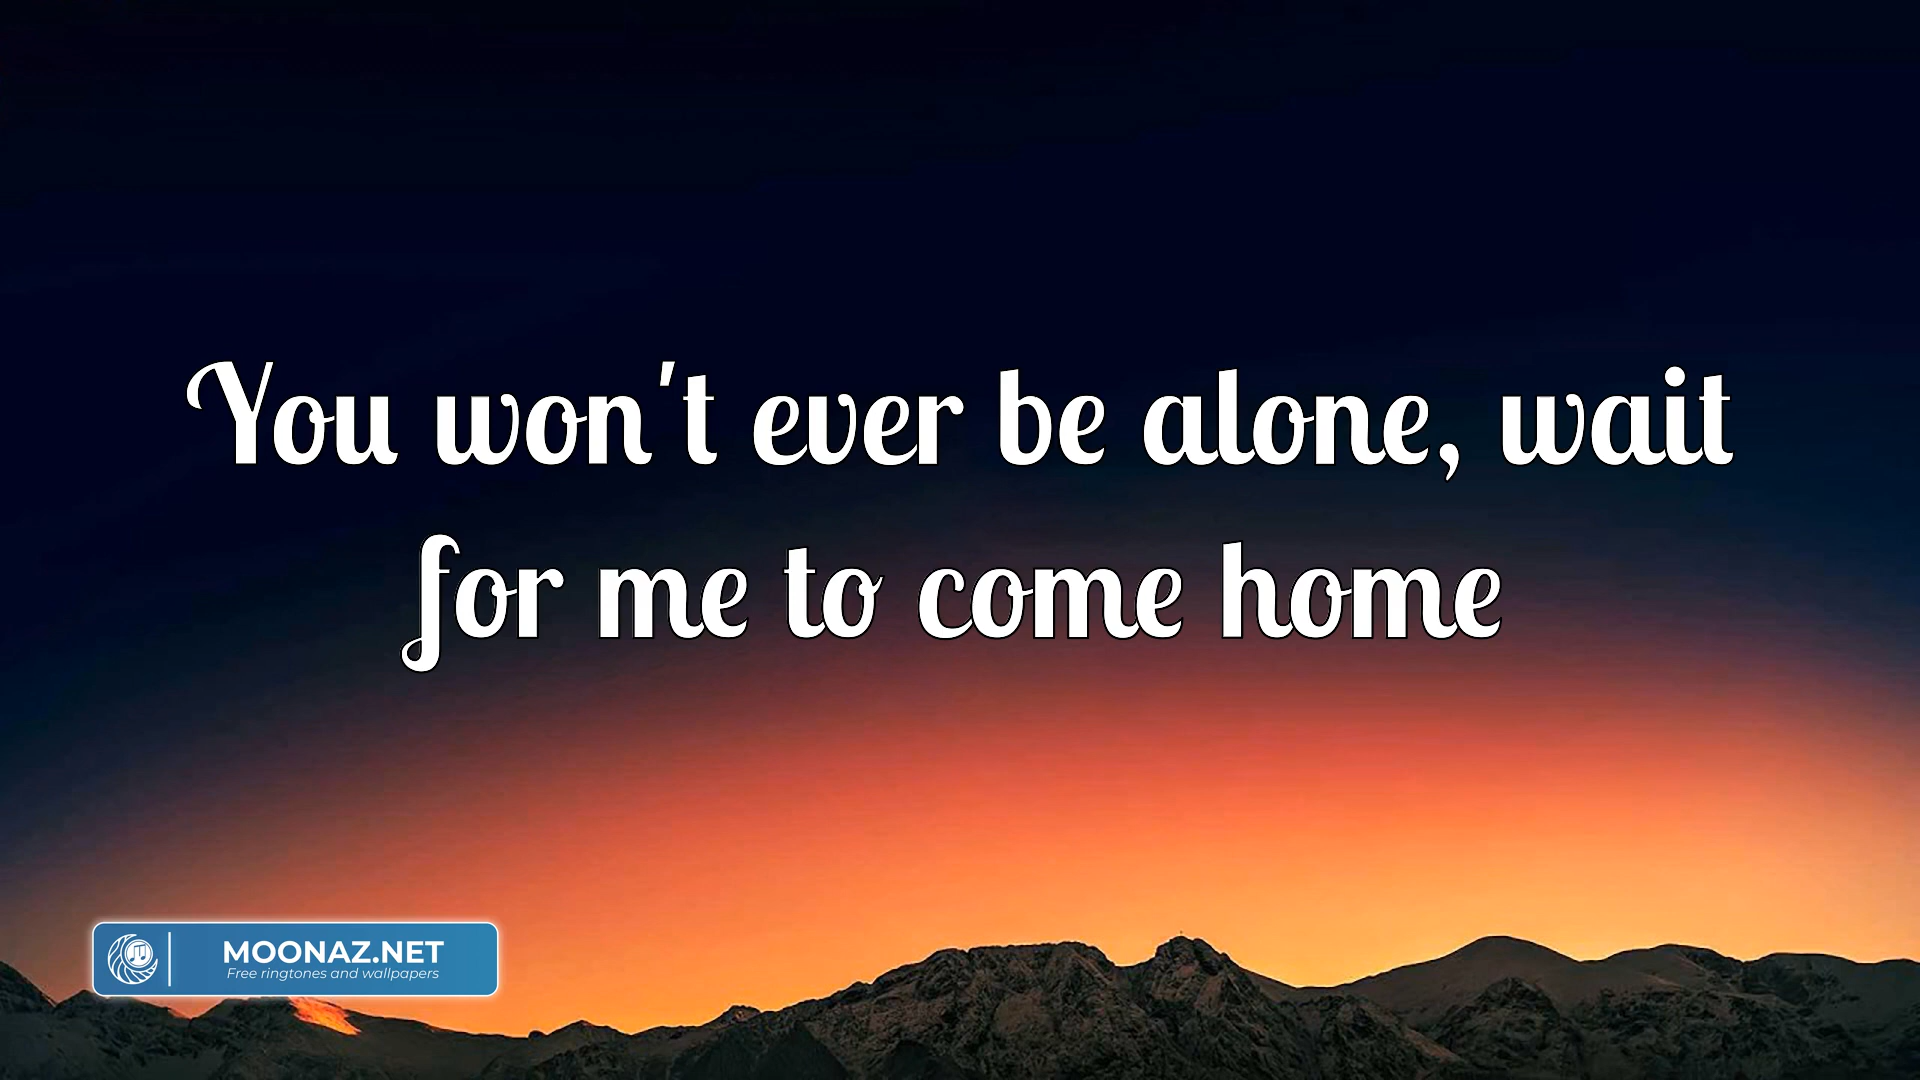 You won't ever be alone, wait
for me to come home
MOONAZ.NET
Free ringtones and wallpapers